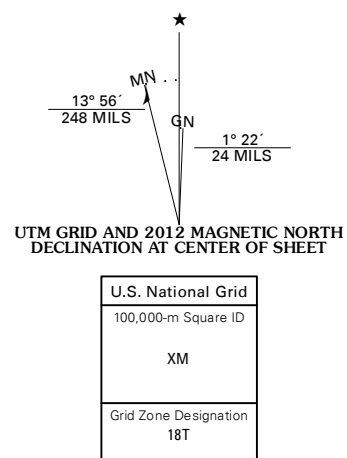 ★
MN
13° 56´
248 MILS
GN
1° 22´
24 MILS
UTM GRID AND 2012 MAGNETIC NORTH
DECLINATION AT CENTER OF SHEET
U.S. National Grid
100,000-m Square ID
XM
Grid Zone Designation
18T